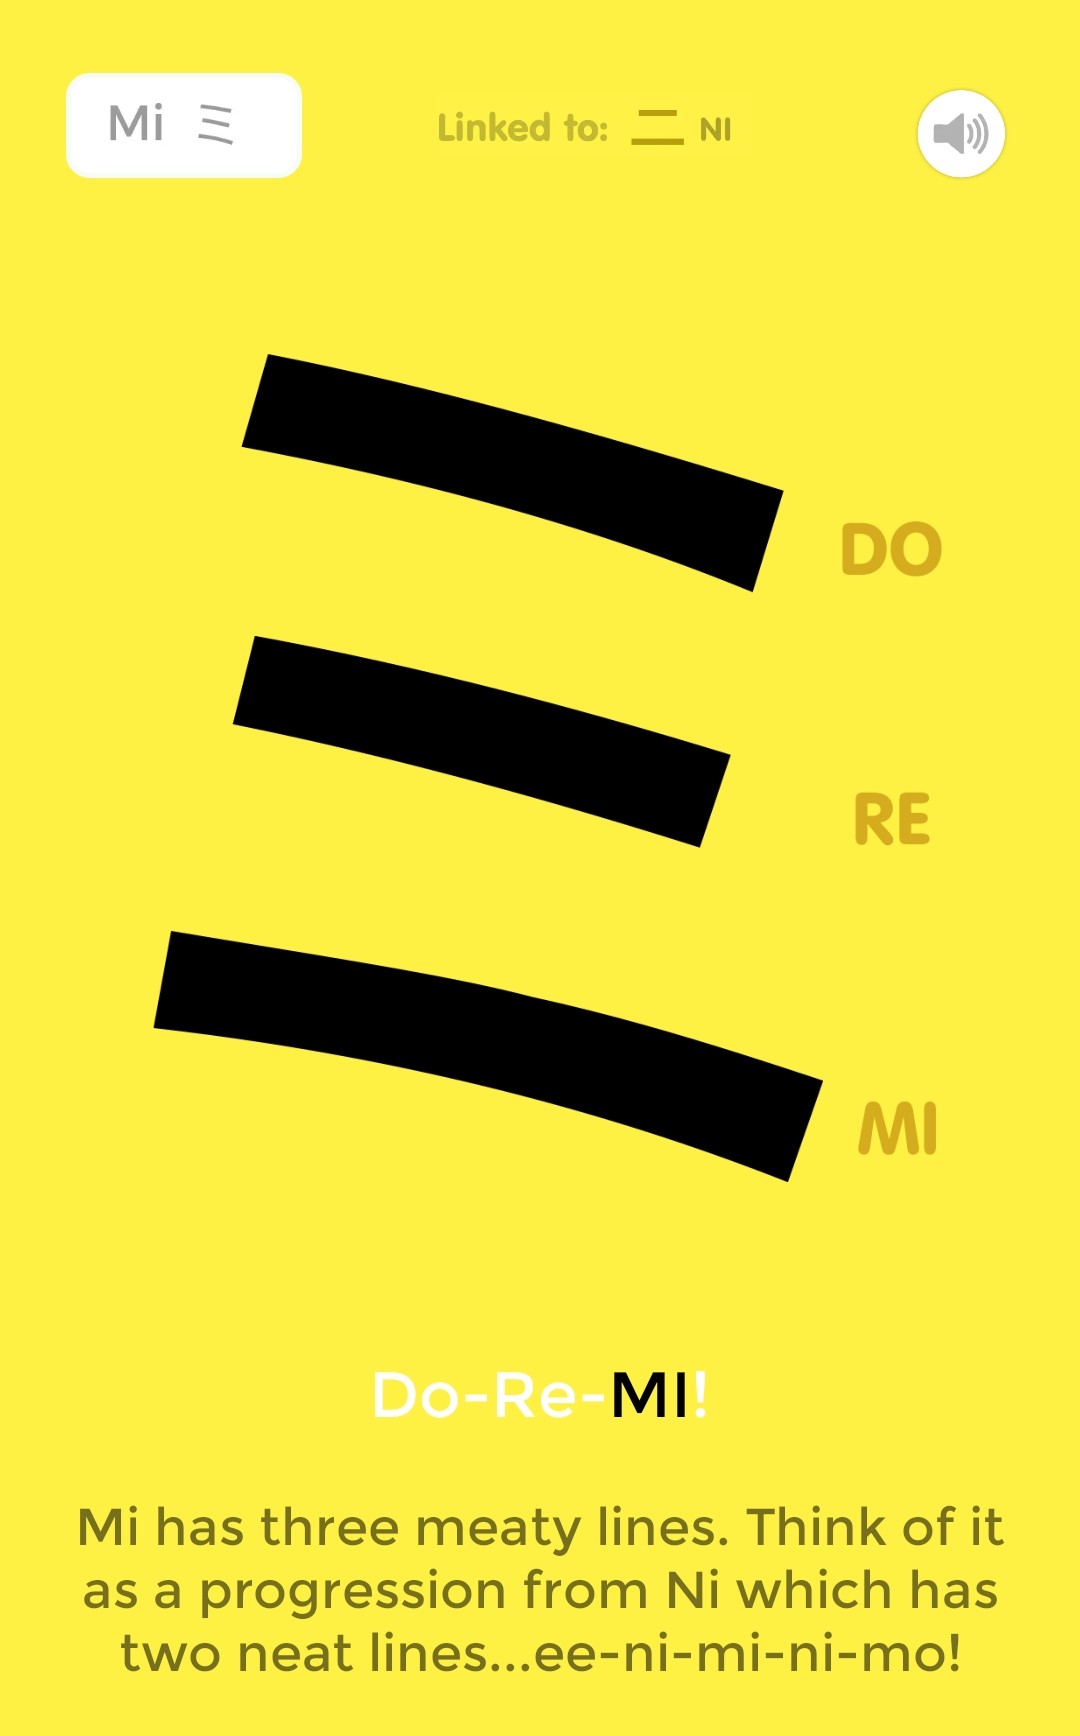 Mi ミ
Linked to: ニ NI
ミ
DO
RE
MI
Do-Re-MI!
Mi has three meaty lines. Think of it
as a progression from Ni which has
two neat lines...ee-ni-mi-ni-mo!